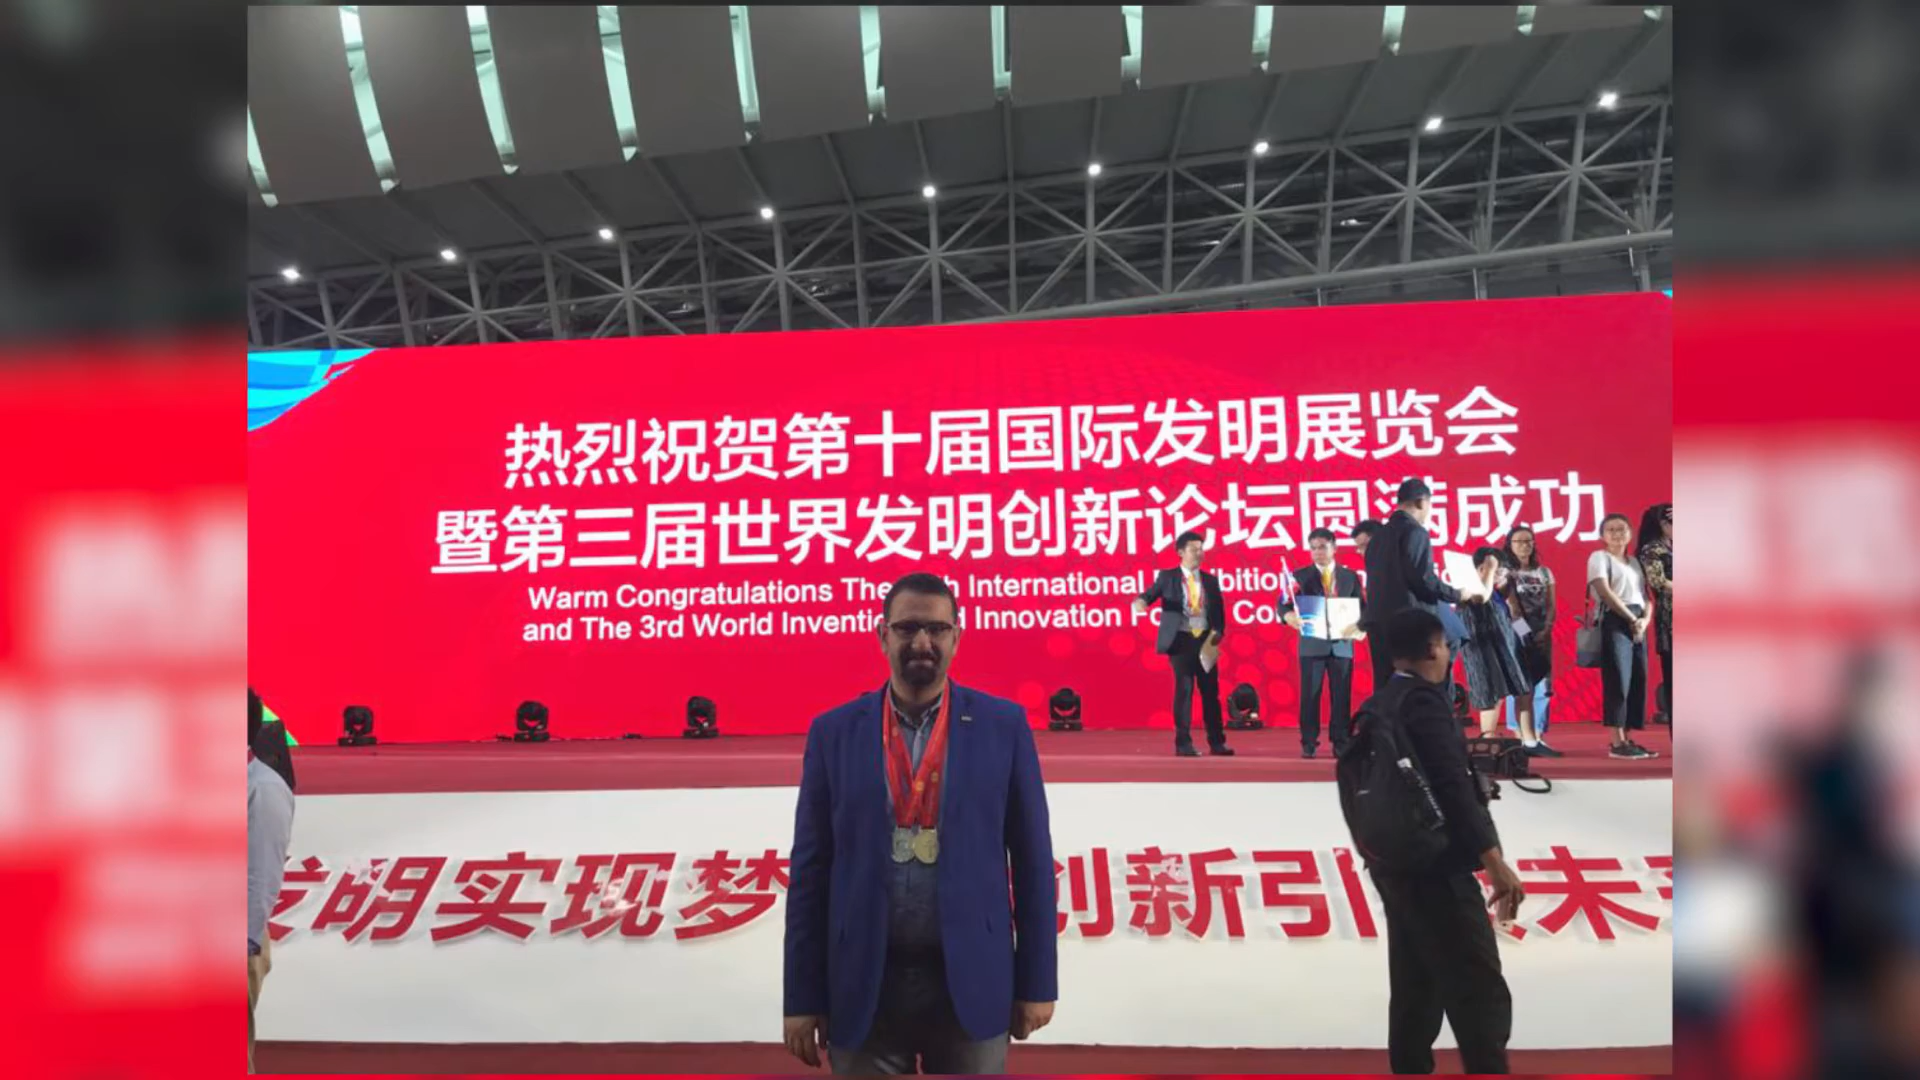 热烈祝贺第十届国际发明展览会
暨第三届世界发明创新论坛圆满成功
Warm Congratulations The International
and The 3rd World Innovation
发明实现梦 创新引 未